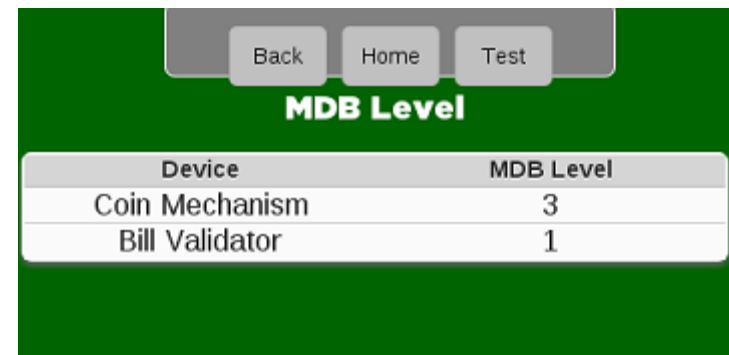 Back Home Test
MDB Level
Device MDB Level
Coin Mechanism 3
Bill Validator 1